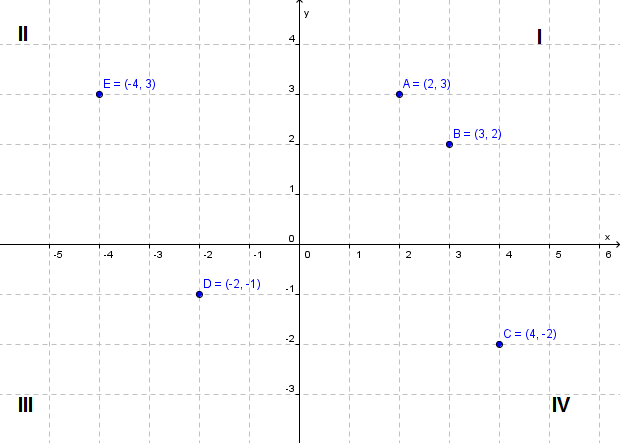 II
y
I
4
E = (-4, 3)
A = (2, 3)
3
B = (3, 2)
2
1
x
0
-5 -4 -3 -2 -1 0 1 2 3 4 5 6
D = (-2, -1)
-1
C = (4, -2)
-2
-3
III
IV